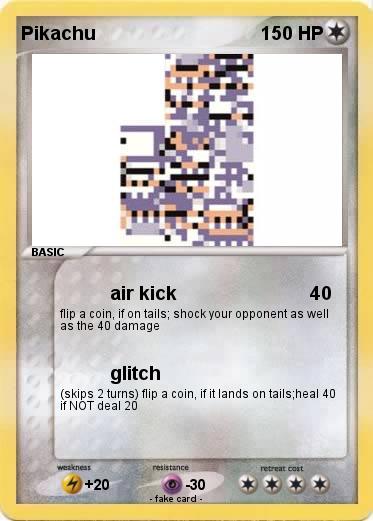 Pikachu 150 HP
BASIC
air kick 40
flip a coin, if on tails; shock your opponent as well
as the 40 damage
glitch
(skips 2 turns) flip a coin, if it lands on tails;heal 40
if NOT deal 20
weakness resistance retreat cost
+20 -30
- fake card -